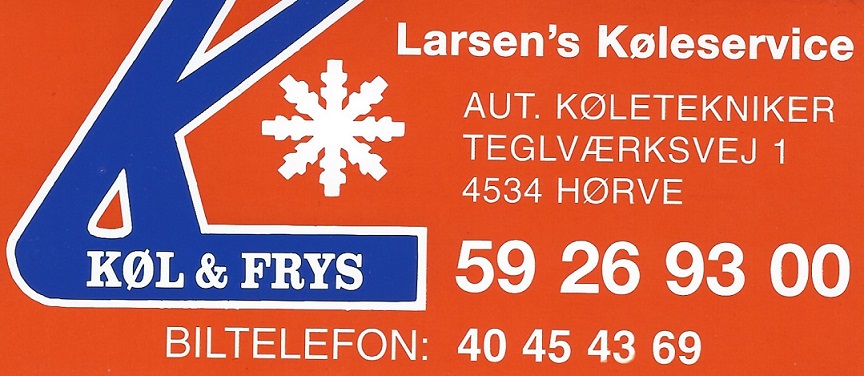 Larsen's Køleservice
AUT. KØLETEKNIKER
TEGLVÆRKSVEJ 1
4534 HØRVE
KØL & FRYS
59 26 93 00
BILTELEFON: 40 45 43 69